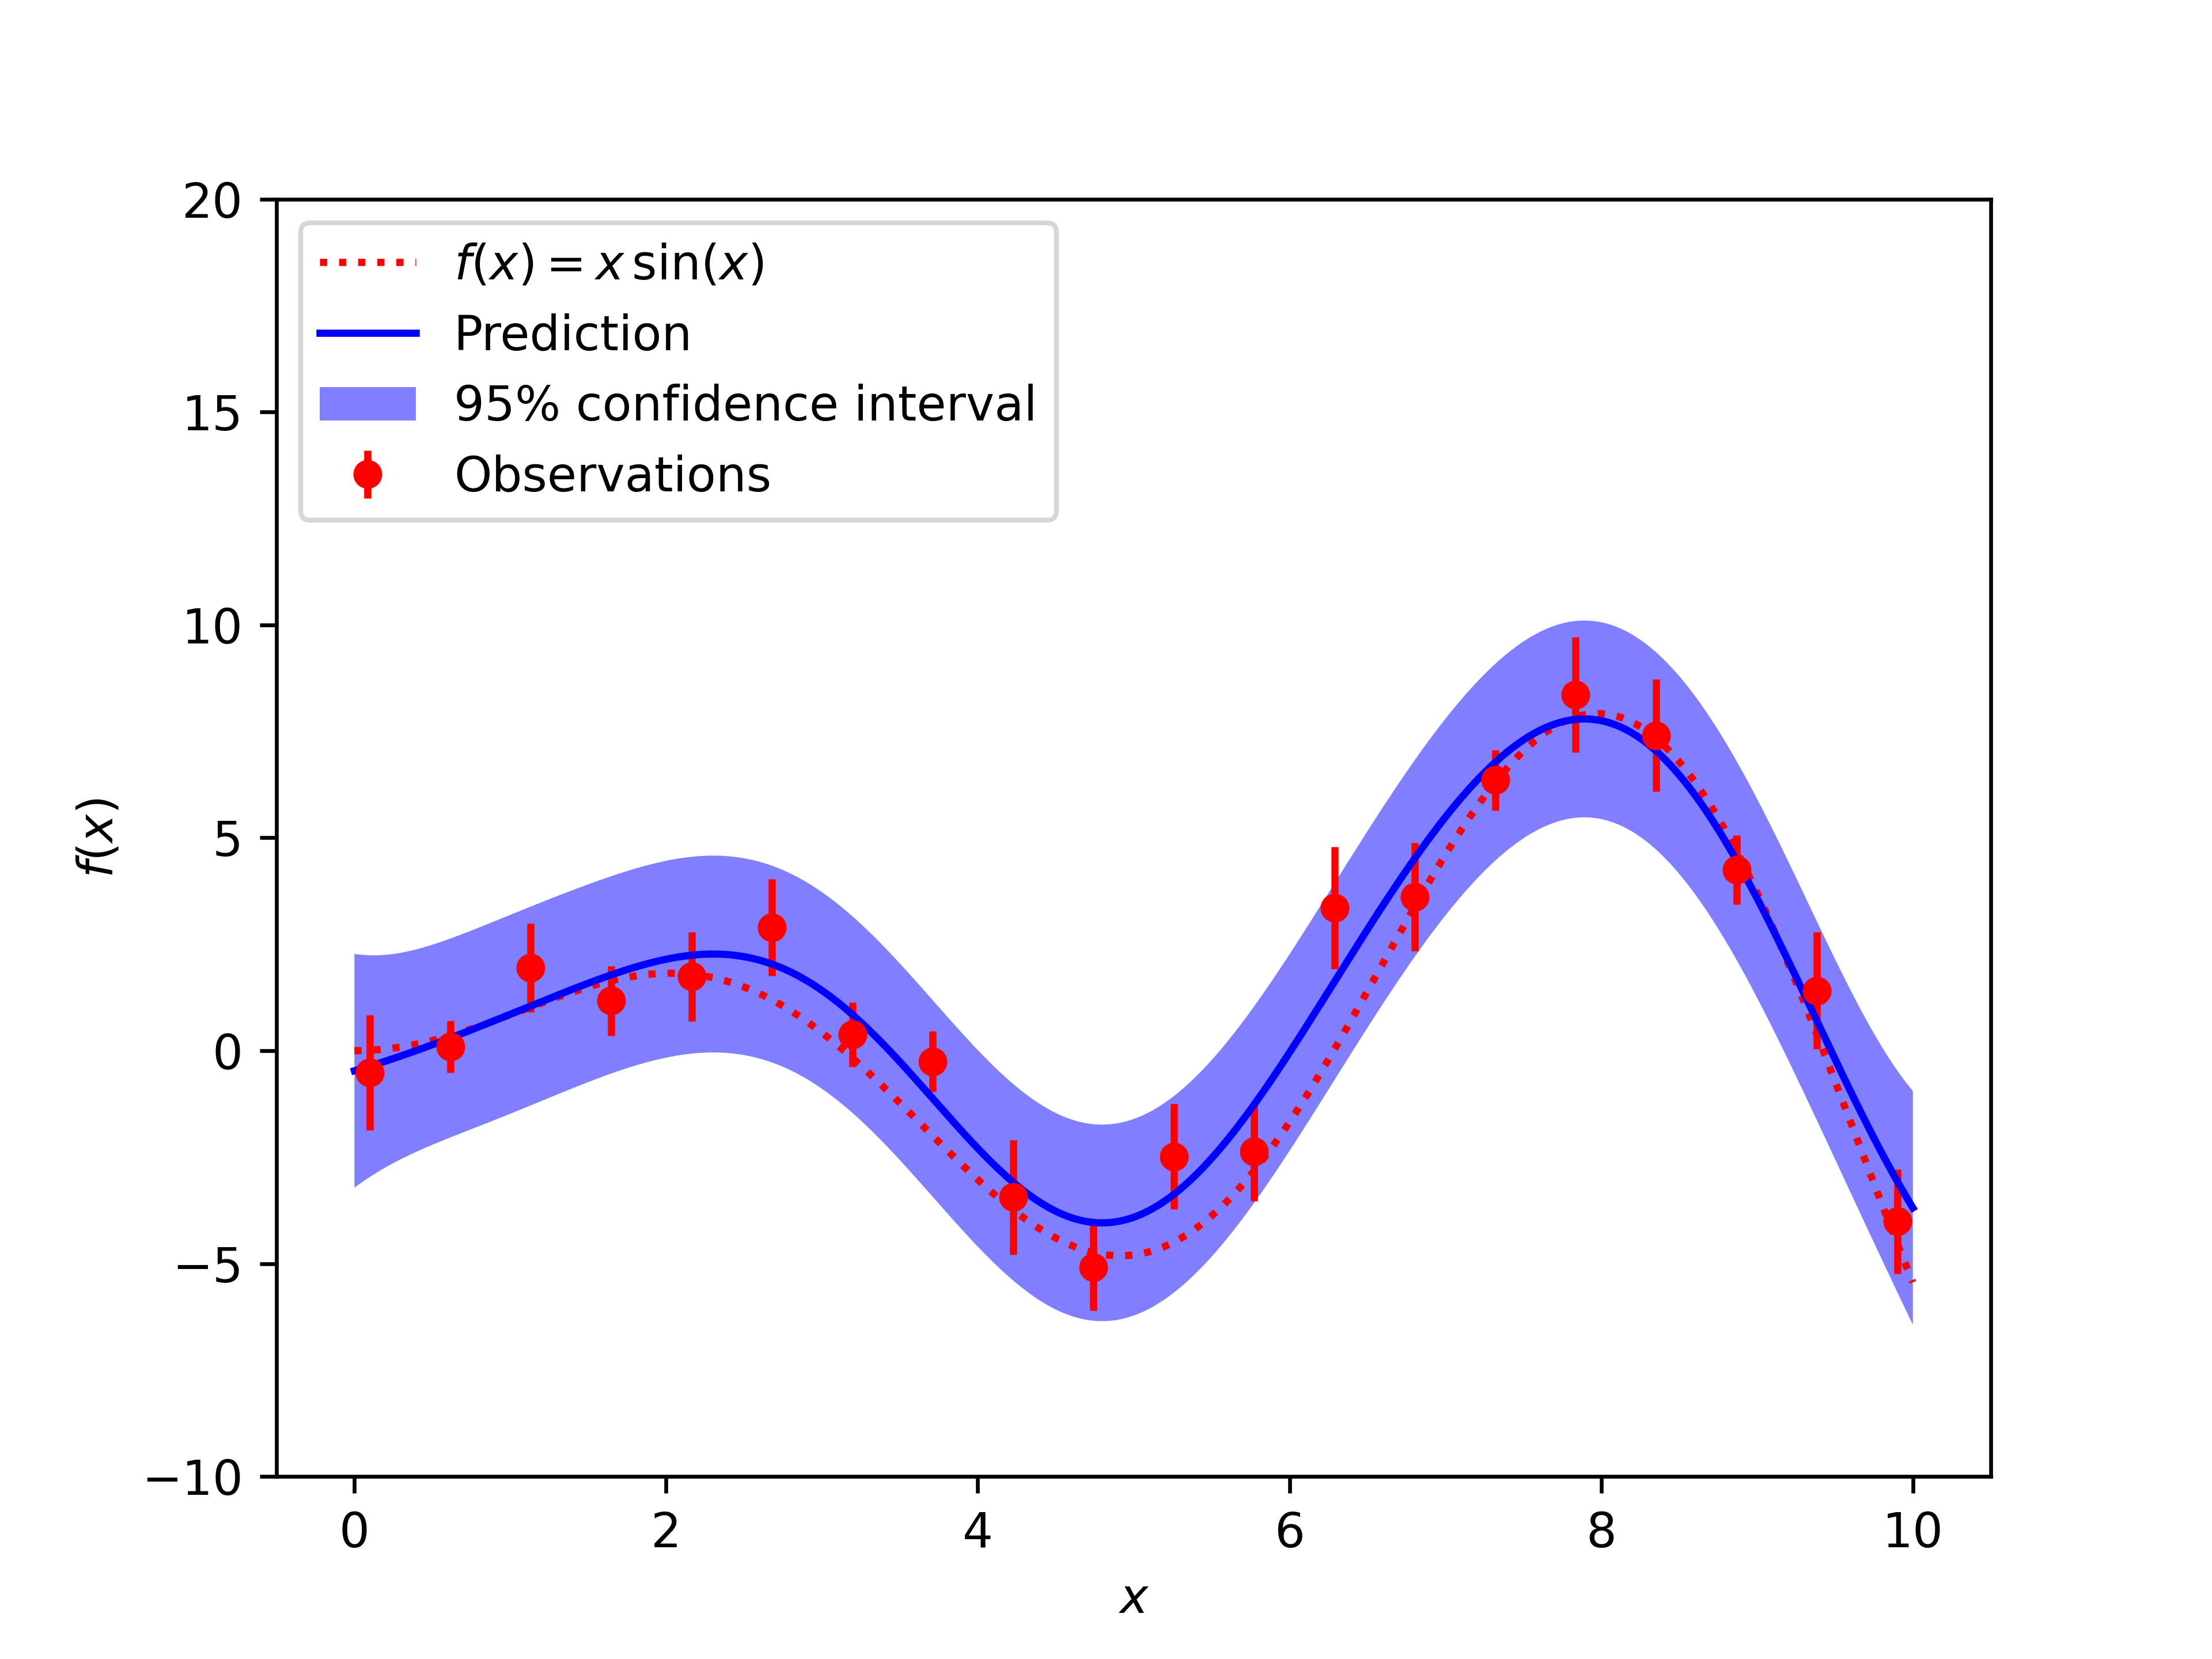 20
15
10
5
0
−5
−10
f(x)
f(x) = x sin(x)
Prediction
95% confidence interval
Observations
0 2 4 6 8 10
x